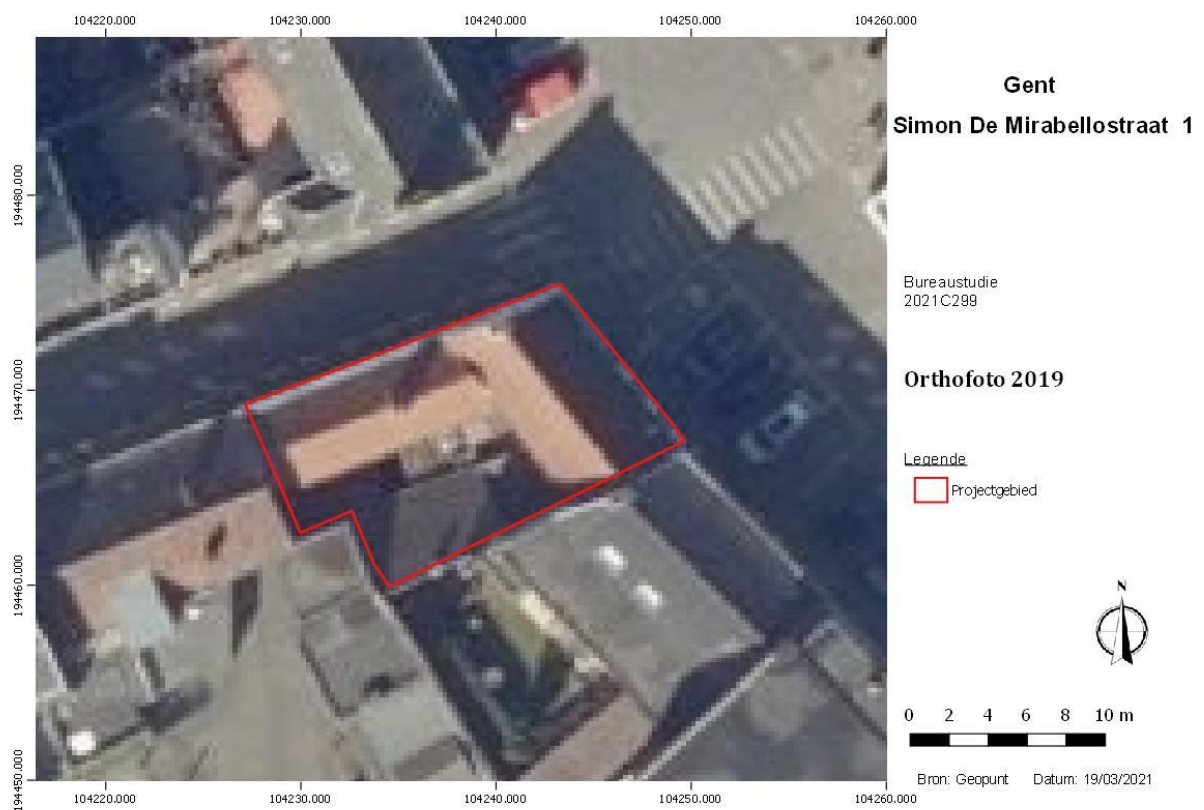 104220.000 104230.000 104240.000 104250.000 104260.000
194480.000
194470.000
194460.000
194450.000
104220.000 104230.000 104240.000 104250.000 104260.000
Gent
Simon De Mirabellostraat 1
Bureaustudie
2021C299
Orthofoto 2019
Legende
Projectgebied
N
0 2 4 6 8 10 m
Bron: Geopunt Datum: 19/03/2021